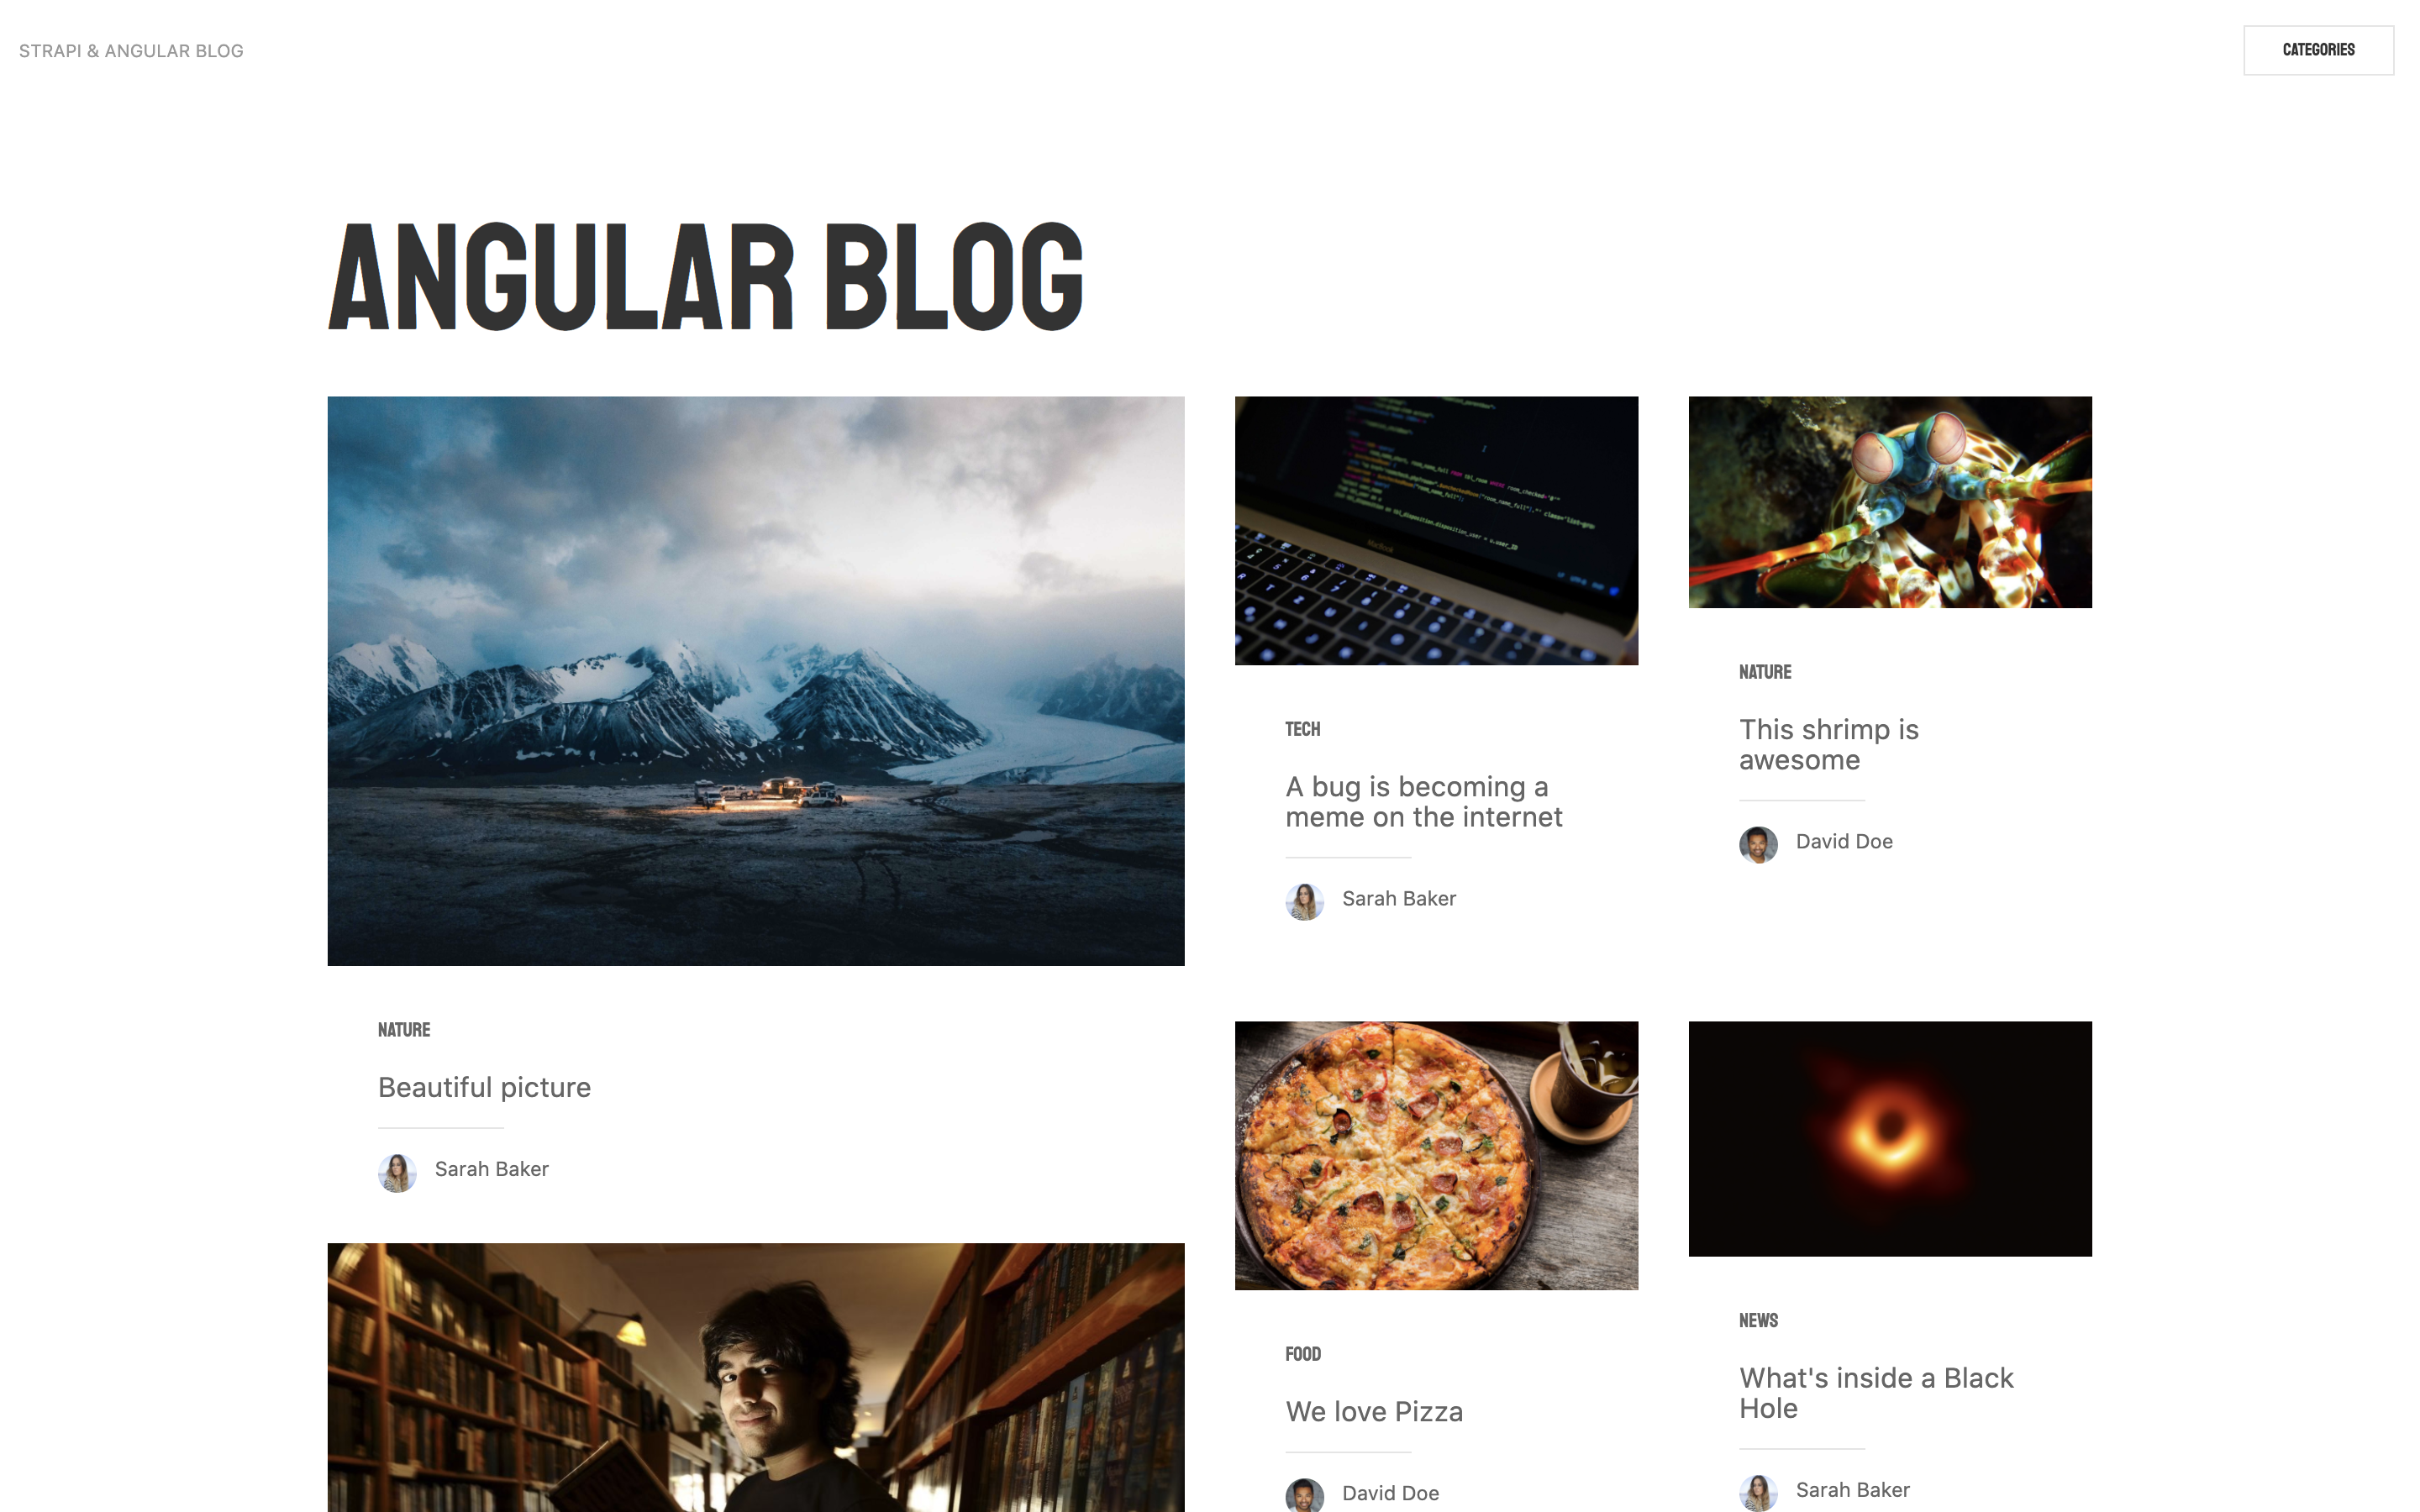 STRAPI & ANGULAR BLOG
CATEGORIES
ANGULAR BLOG
NATURE
Beautiful picture
Sarah Baker
TECH
A bug is becoming a
meme on the internet
Sarah Baker
NATURE
This shrimp is
awesome
David Doe
FOOD
We love Pizza
David Doe
NEWS
What's inside a Black
Hole
Sarah Baker
MacBook